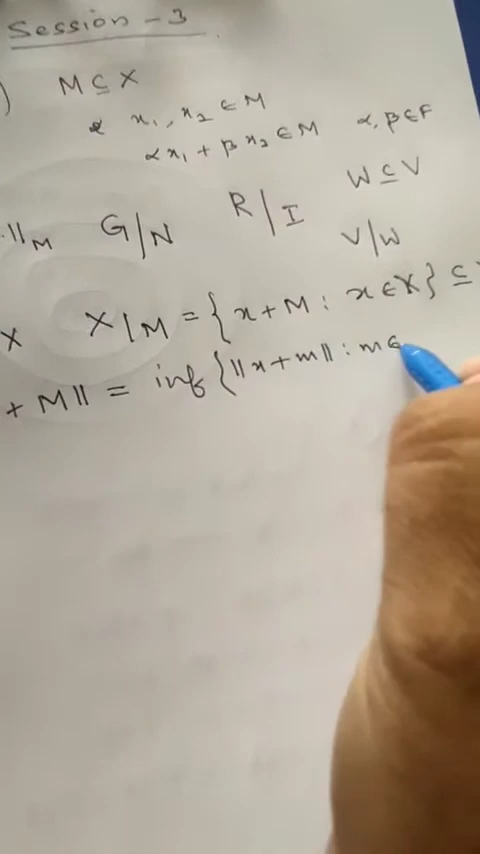 Session - 3
) M ⊆ X
& x₁, x₂ ∈ M
αx₁ + βx₂ ∈ M α, β ∈ F
‖M G/N R/I W ⊆ V
V/W
X X/M = {x + M : x ∈ X} ⊆
+ M‖ = inf {‖x + m‖ : m ∈